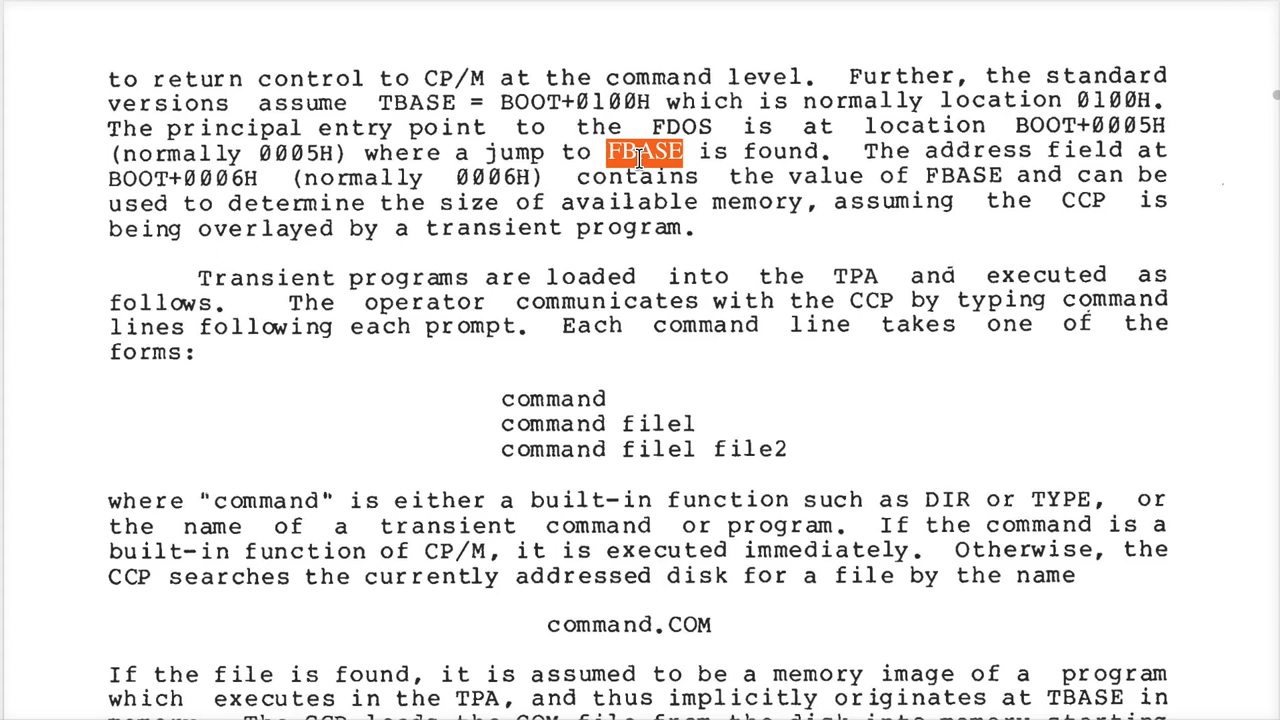 to return control to CP/M at the command level. Further, the standard
versions assume TBASE = BOOT+0100H which is normally location 0100H.
The principal entry point to the FDOS is at location BOOT+0005H
(normally 0005H) where a jump to FBASE is found. The address field at
BOOT+0006H (normally 0006H) contains the value of FBASE and can be
used to determine the size of available memory, assuming the CCP is
being overlayed by a transient program.
Transient programs are loaded into the TPA and executed as
follows. The operator communicates with the CCP by typing command
lines following each prompt. Each command line takes one of the
forms:
command
command file1
command file1 file2
where "command" is either a built-in function such as DIR or TYPE, or
the name of a transient command or program. If the command is a
built-in function of CP/M, it is executed immediately. Otherwise, the
CCP searches the currently addressed disk for a file by the name
command.COM
If the file is found, it is assumed to be a memory image of a program
which executes in the TPA, and thus implicitly originates at TBASE in